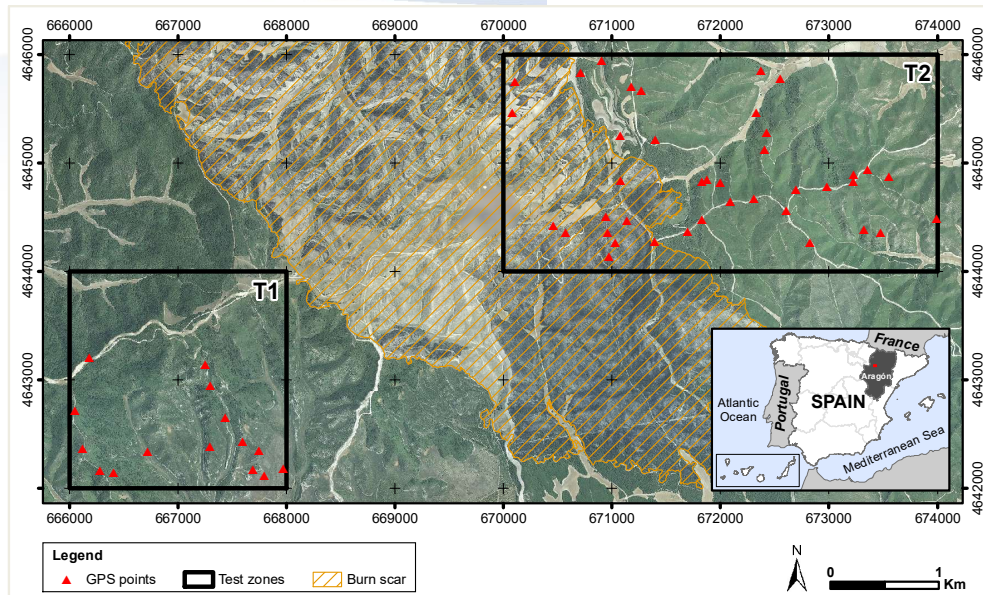 666000 667000 668000 669000 670000 671000 672000 673000 674000
4646000 4646000
T2
4645000 4645000
4644000 4644000
T1
4643000 4643000
France
Aragón
Portugal
SPAIN
Atlantic
Ocean
Mediterranean Sea
4642000
666000 667000 668000 669000 670000 671000 672000 673000 674000
Legend
GPS points Test zones Burn scar
N
0 1
Km